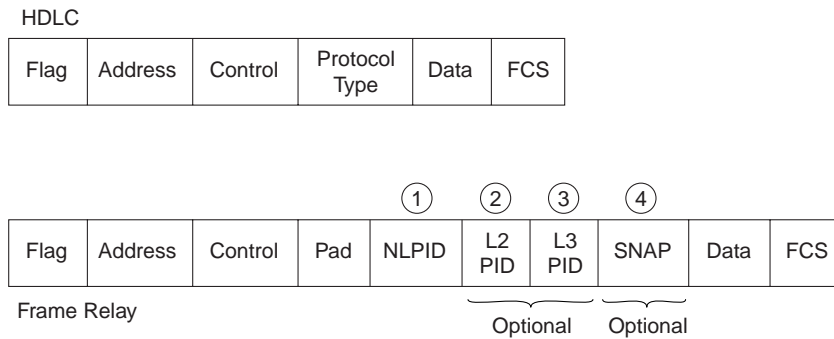 HDLC
Flag Address Control Protocol Type Data FCS
1 2 3 4
Flag Address Control Pad NLPID L2 PID L3 PID SNAP Data FCS
Frame Relay
Optional Optional